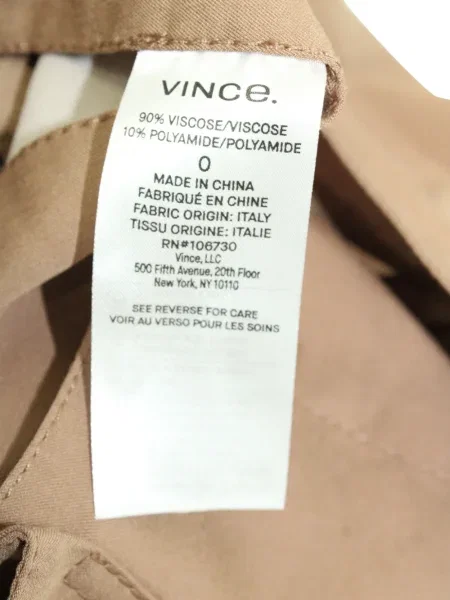 VINCe.
90% VISCOSE/VISCOSE
10% POLYAMIDE/POLYAMIDE
0
MADE IN CHINA
FABRIQUÉ EN CHINE
FABRIC ORIGIN: ITALY
TISSU ORIGINE: ITALIE
RN#106730
Vince, LLC
500 Fifth Avenue, 20th Floor
New York, NY 10110
SEE REVERSE FOR CARE
VOIR AU VERSO POUR LES SOINS